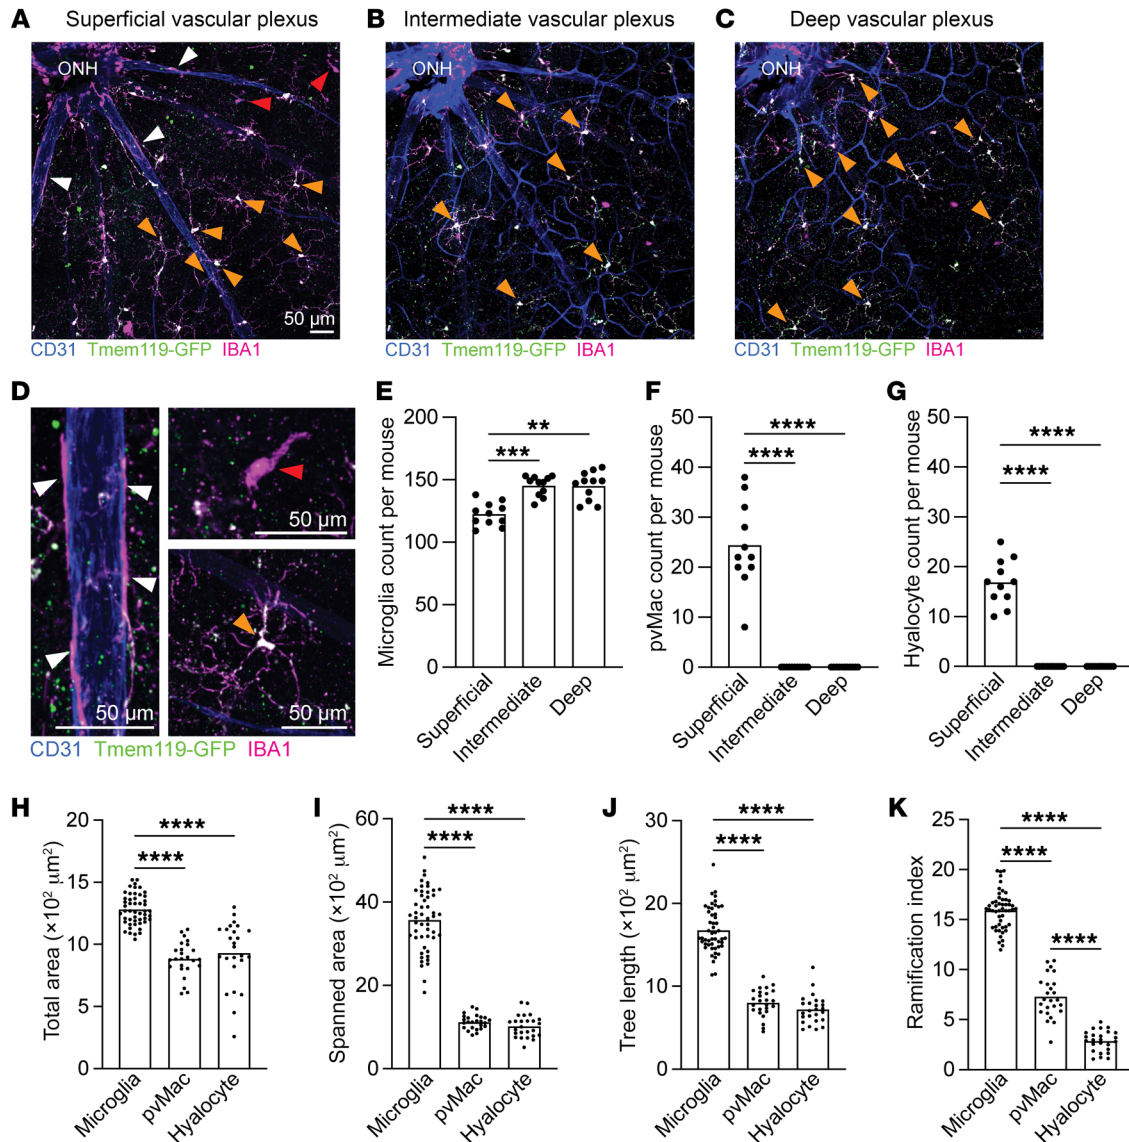 A Superficial vascular plexus
B Intermediate vascular plexus
C Deep vascular plexus
ONH
50 μm
CD31 Tmem119-GFP IBA1
ONH
CD31 Tmem119-GFP IBA1
ONH
CD31 Tmem119-GFP IBA1
D
50 μm
50 μm
50 μm
CD31 Tmem119-GFP IBA1
E
Microglia count per mouse
200
150
100
50
0
**
***
Superficial
Intermediate
Deep
F
pvMac count per mouse
50
40
30
20
10
0
****
****
Superficial
Intermediate
Deep
G
Hyalocyte count per mouse
50
40
30
20
10
0
****
****
Superficial
Intermediate
Deep
H
Total area (×10² μm²)
20
15
10
5
0
****
****
Microglia
pvMac
Hyalocyte
I
Spanned area (×10² μm²)
60
40
20
0
****
****
Microglia
pvMac
Hyalocyte
J
Tree length (×10² μm²)
30
20
10
0
****
****
Microglia
pvMac
Hyalocyte
K
Ramification index
25
20
15
10
5
0
****
****
****
Microglia
pvMac
Hyalocyte